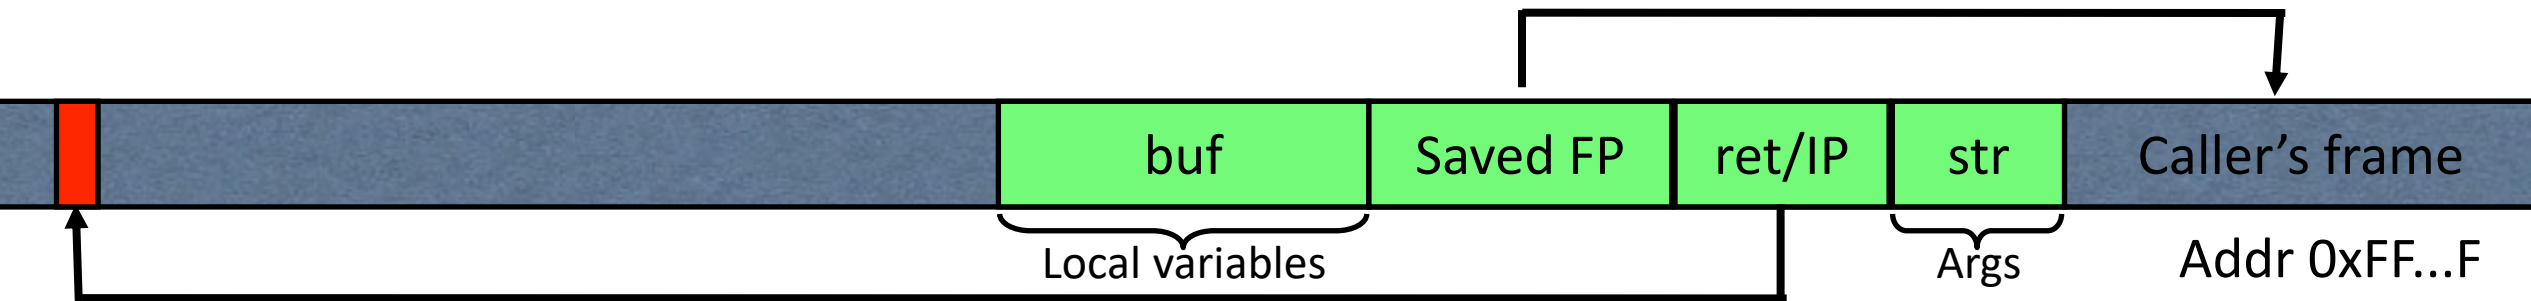 buf
Saved FP
ret/IP
str
Caller’s frame
Local variables
Args
Addr 0xFF...F